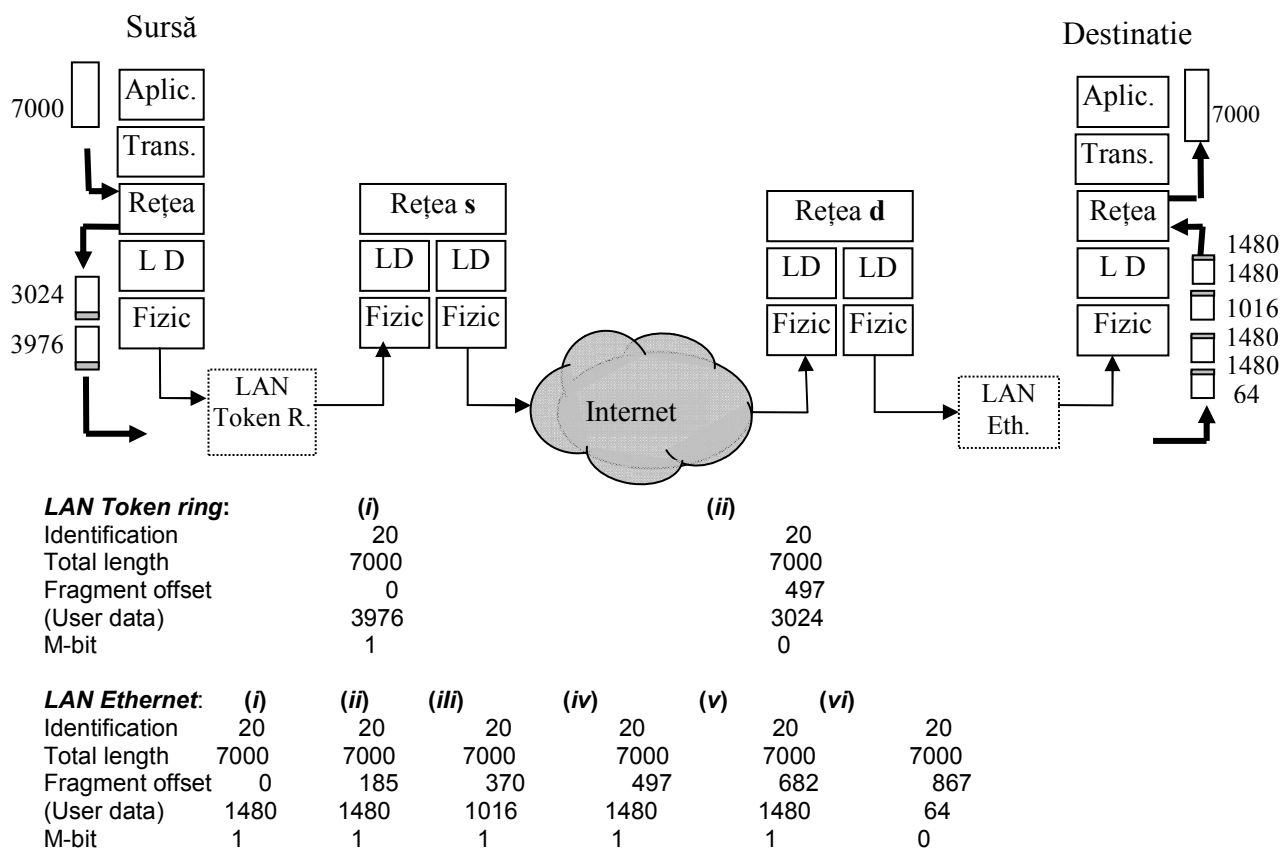 Sursă
Destinatie
7000
Aplic.
Trans.
Rețea
L D
Fizic
3024
3976
LAN
Token R.
Rețea s
LD LD
Fizic Fizic
Internet
Rețea d
LD LD
Fizic Fizic
LAN
Eth.
Aplic.
Trans.
Rețea
L D
Fizic
7000
1480
1480
1016
1480
1480
64
LAN Token ring: (i) (ii)
Identification 20 20
Total length 7000 7000
Fragment offset 0 497
(User data) 3976 3024
M-bit 1 0
LAN Ethernet: (i) (ii) (ili) (iv) (v) (vi)
Identification 20 20 20 20 20 20
Total length 7000 7000 7000 7000 7000 7000
Fragment offset 0 185 370 497 682 867
(User data) 1480 1480 1016 1480 1480 64
M-bit 1 1 1 1 1 0